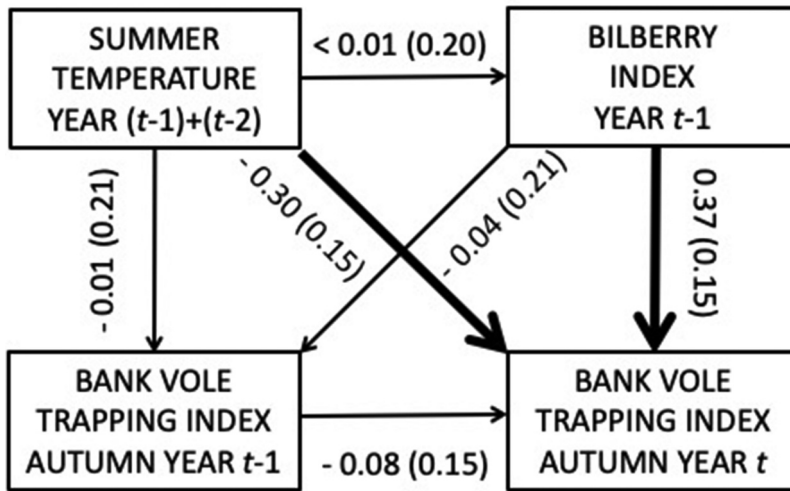 SUMMER
TEMPERATURE
YEAR (t-1)+(t-2)
< 0.01 (0.20)
BILBERRY
INDEX
YEAR t-1
- 0.01 (0.21)
- 0.30 (0.15)
- 0.04 (0.21)
0.37 (0.15)
BANK VOLE
TRAPPING INDEX
AUTUMN YEAR t-1
- 0.08 (0.15)
BANK VOLE
TRAPPING INDEX
AUTUMN YEAR t